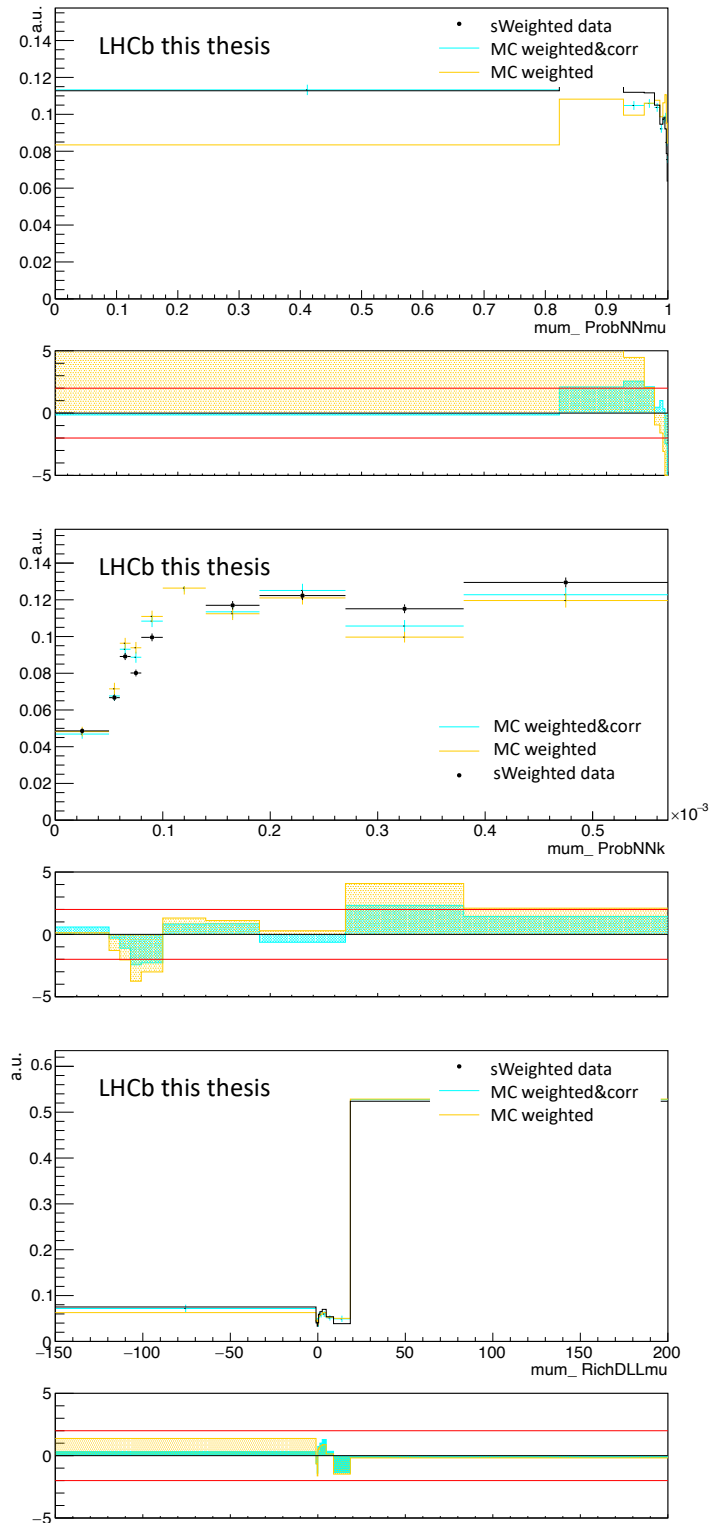 a.u.
0.14
LHCb this thesis
sWeighted data
MC weighted&corr
MC weighted
0.12
0.1
0.08
0.06
0.04
0.02
0
0 0.1 0.2 0.3 0.4 0.5 0.6 0.7 0.8 0.9 1
mum_ ProbNNmu
5
0
−5
a.u.
0.14
LHCb this thesis
0.12
0.1
0.08
0.06
0.04
0.02
0
MC weighted&corr
MC weighted
sWeighted data
0 0.1 0.2 0.3 0.4 0.5
×10−3
mum_ ProbNNk
5
0
−5
a.u.
0.6
LHCb this thesis
sWeighted data
MC weighted&corr
MC weighted
0.5
0.4
0.3
0.2
0.1
0
−150 −100 −50 0 50 100 150 200
mum_ RichDLLmu
5
0
−5